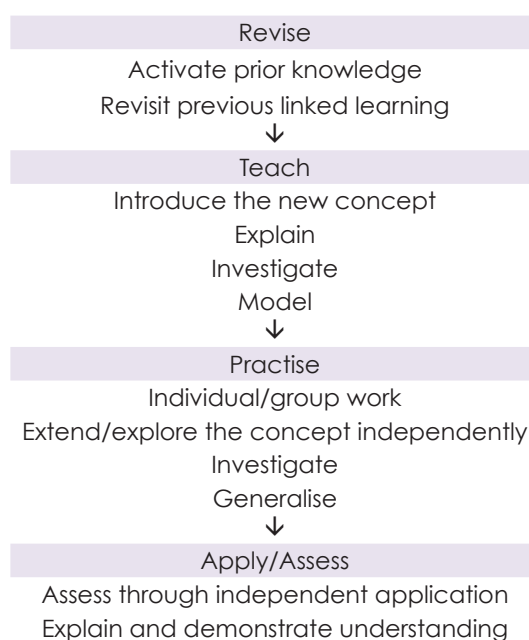 Revise
Activate prior knowledge
Revisit previous linked learning
↓
Teach
Introduce the new concept
Explain
Investigate
Model
↓
Practise
Individual/group work
Extend/explore the concept independently
Investigate
Generalise
↓
Apply/Assess
Assess through independent application
Explain and demonstrate understanding